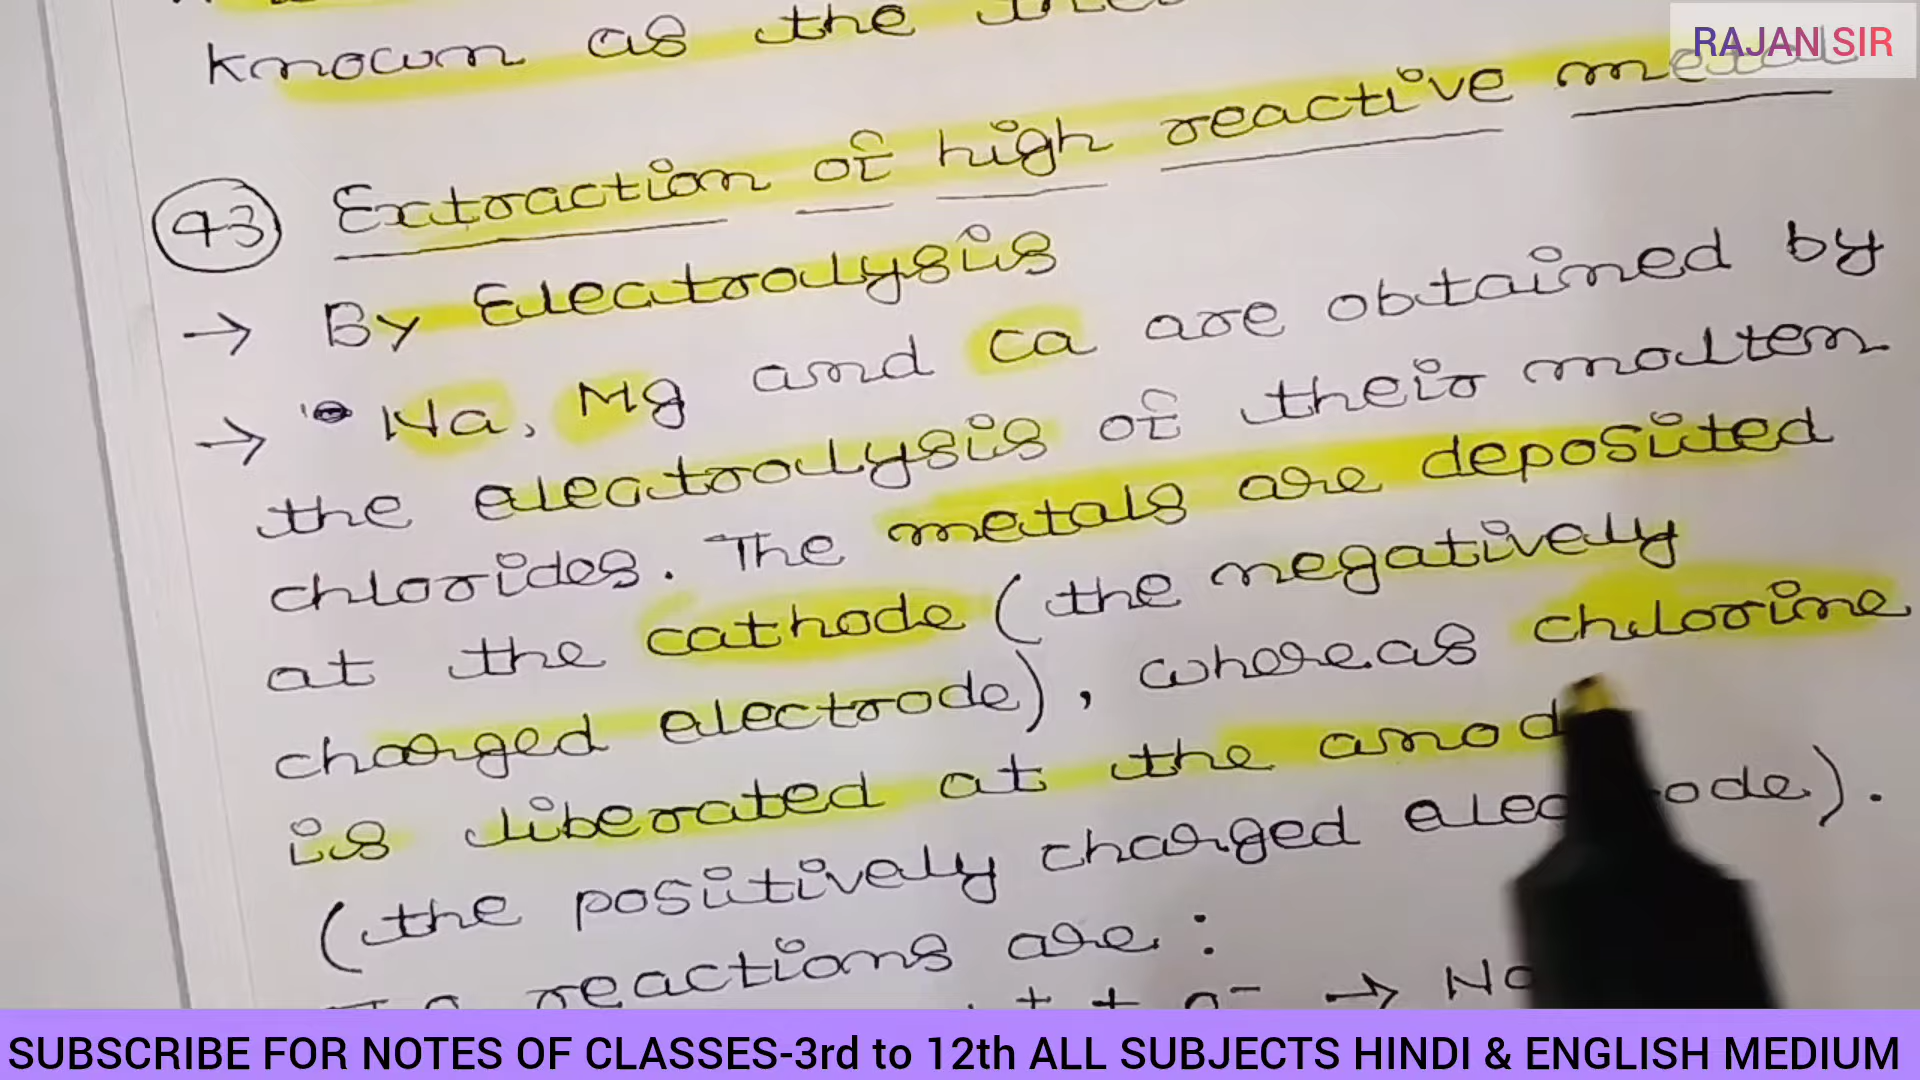 known as the
RAJAN SIR
43 Extraction of high reactive
→ By Electrolysis
→ Na, Mg and Ca are obtained by
the electrolysis of their molten
chlorides. The metals are deposited
at the cathode (the negatively
charged electrode), whereas chlorine
is liberated at the anod
(the positively charged electrode).
reactions are:
+ + e⁻ → Na
SUBSCRIBE FOR NOTES OF CLASSES-3rd to 12th ALL SUBJECTS HINDI & ENGLISH MEDIUM